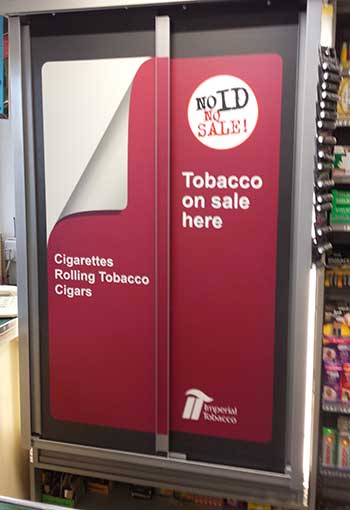 NO ID
NO
SALE!
Tobacco
on sale
here
Cigarettes
Rolling Tobacco
Cigars
Imperial
Tobacco